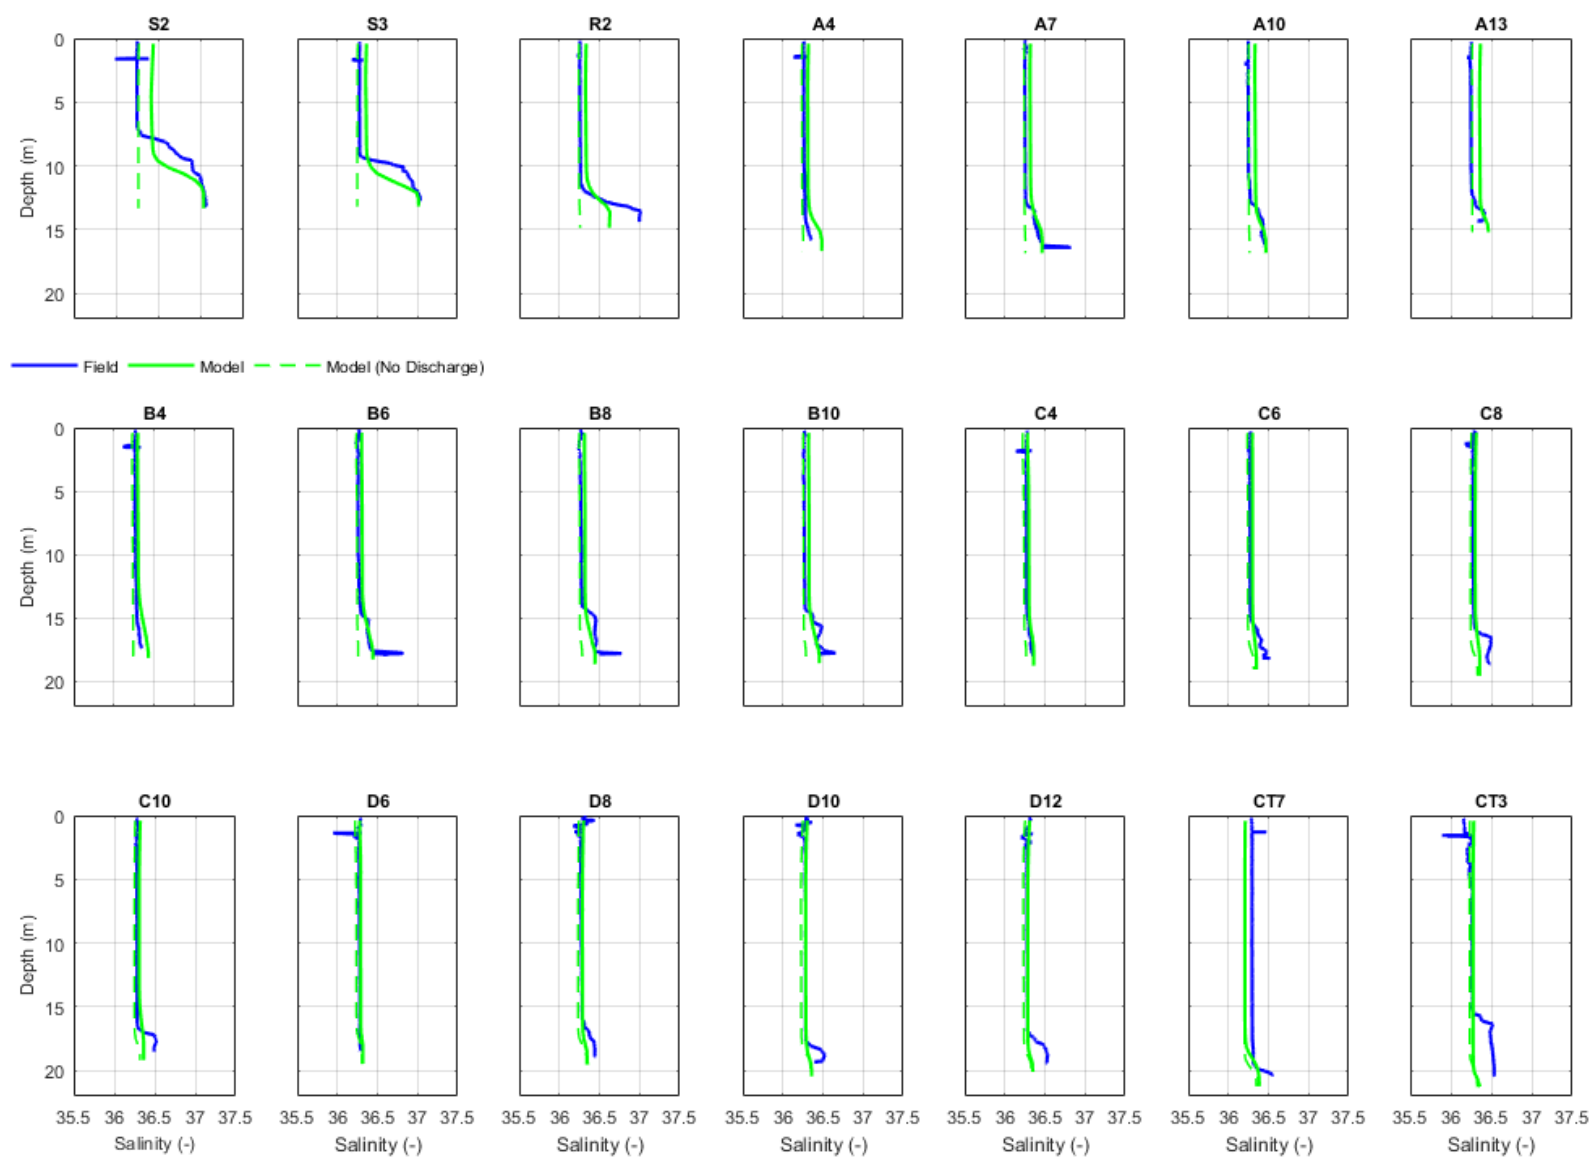 S2 S3 R2 A4 A7 A10 A13
0
5
10
15
20
Depth (m)
Field Model Model (No Discharge)
B4 B6 B8 B10 C4 C6 C8
0
5
10
15
20
Depth (m)
C10 D6 D8 D10 D12 CT7 CT3
0
5
10
15
20
Depth (m)
35.5 36 36.5 37 37.5 35.5 36 36.5 37 37.5 35.5 36 36.5 37 37.5 35.5 36 36.5 37 37.5 35.5 36 36.5 37 37.5 35.5 36 36.5 37 37.5 35.5 36 36.5 37 37.5
Salinity (-) Salinity (-) Salinity (-) Salinity (-) Salinity (-) Salinity (-) Salinity (-)